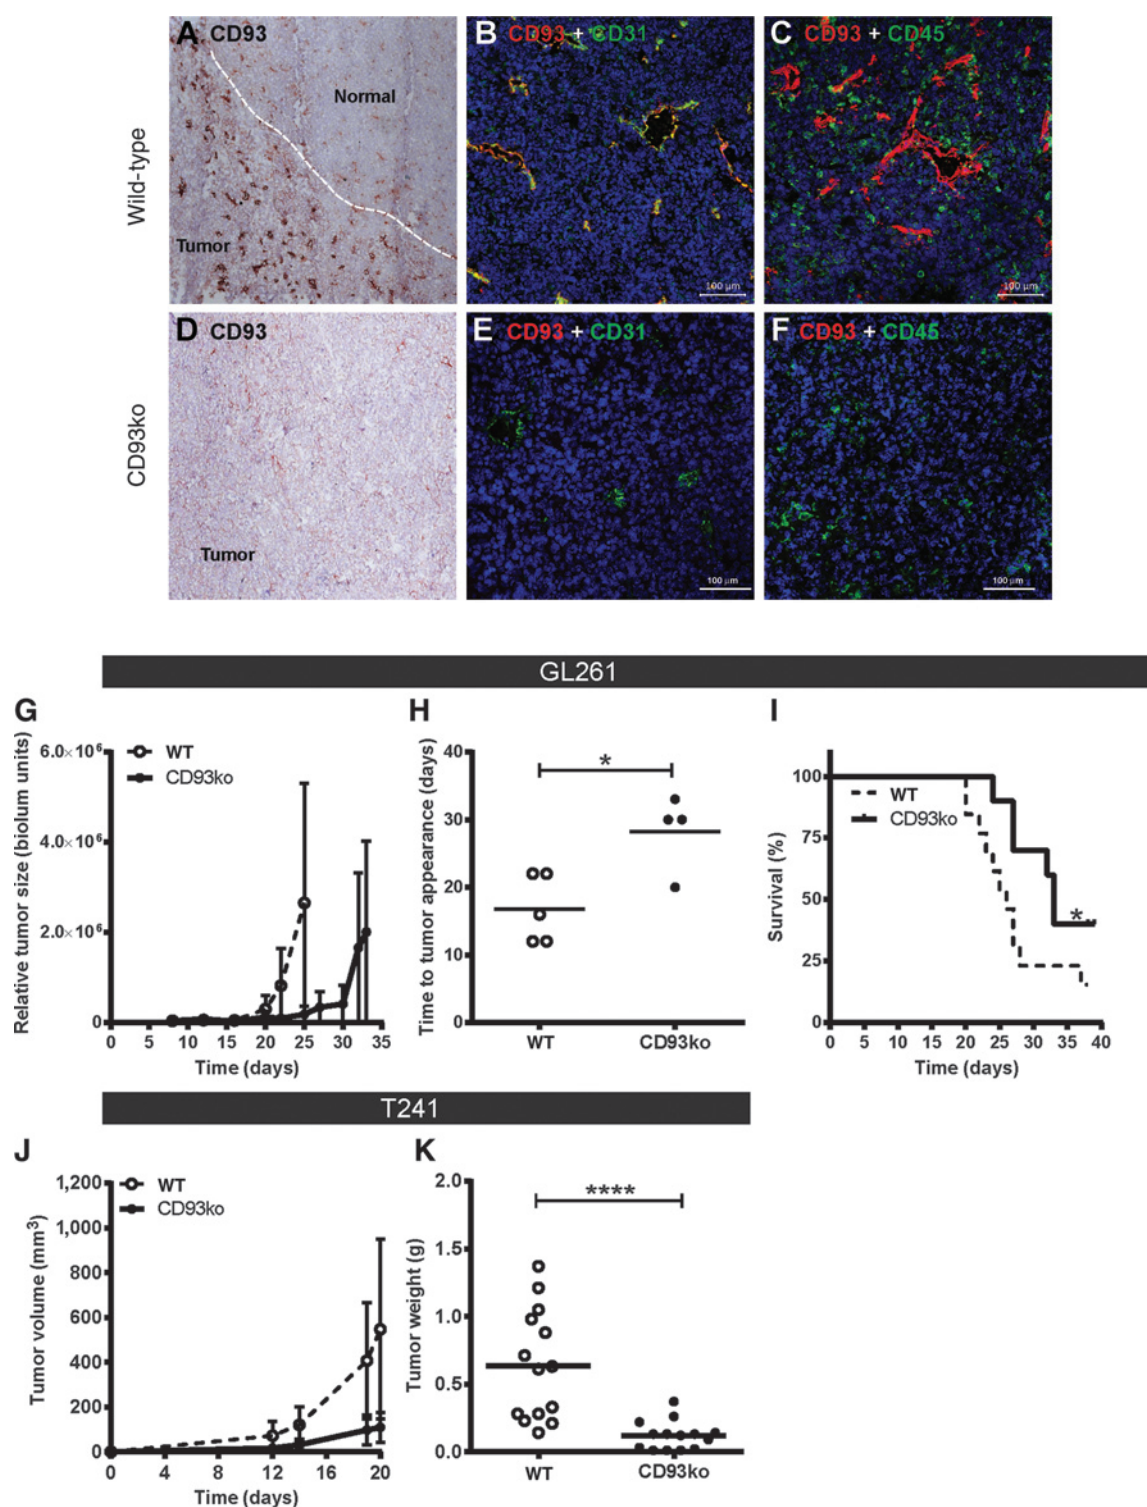 A CD93
Normal
Tumor
B CD93 + CD31
100 µm
C CD93 + CD45
100 µm
Wild-type
D CD93
Tumor
E CD93 + CD31
100 µm
F CD93 + CD45
100 µm
CD93ko
GL261
G
Relative tumor size (biolum units)
6.0×10⁶
4.0×10⁶
2.0×10⁶
0
WT
CD93ko
0 5 10 15 20 25 30 35
Time (days)
H
Time to tumor appearance (days)
40
30
20
10
0
*
WT CD93ko
I
Survival (%)
100
75
50
25
0
WT
CD93ko
*
0 5 10 15 20 25 30 35 40
Time (days)
T241
J
Tumor volume (mm³)
1,200
1,000
800
600
400
200
0
WT
CD93ko
0 4 8 12 16 20
Time (days)
K
Tumor weight (g)
2.0
1.5
1.0
0.5
0.0
****
WT CD93ko